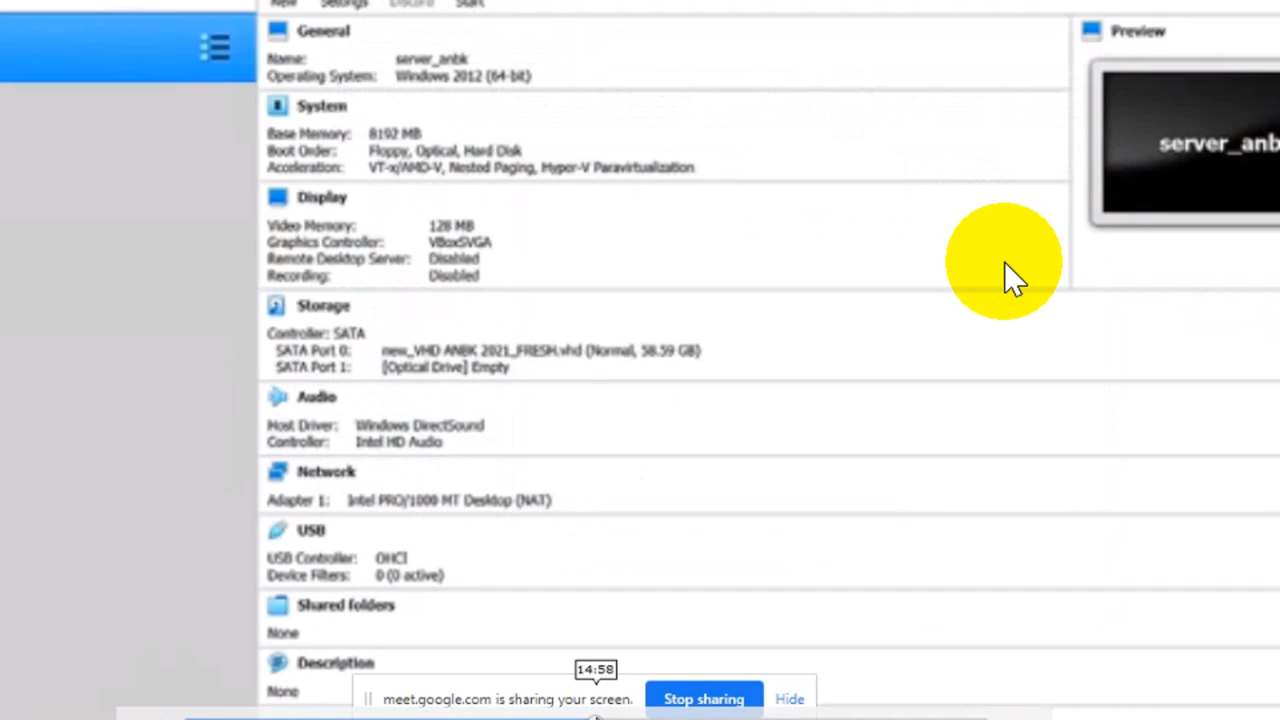 New Settings Discard Start
General
Name: server_anbk
Operating System: Windows 2012 (64-bit)
Preview
server_anb
System
Base Memory: 8192 MB
Boot Order: Floppy, Optical, Hard Disk
Acceleration: VT-x/AMD-V, Nested Paging, Hyper-V Paravirtualization
Display
Video Memory: 128 MB
Graphics Controller: VBoxSVGA
Remote Desktop Server: Disabled
Recording: Disabled
Storage
Controller: SATA
SATA Port 0: new_VHD ANBK 2021_FRESH.vhd (Normal, 58.59 GB)
SATA Port 1: [Optical Drive] Empty
Audio
Host Driver: Windows DirectSound
Controller: Intel HD Audio
Network
Adapter 1: Intel PRO/1000 MT Desktop (NAT)
USB
USB Controller: OHCI
Device Filters: 0 (0 active)
Shared folders
None
Description
None
14:58
meet.google.com is sharing your screen. Stop sharing Hide